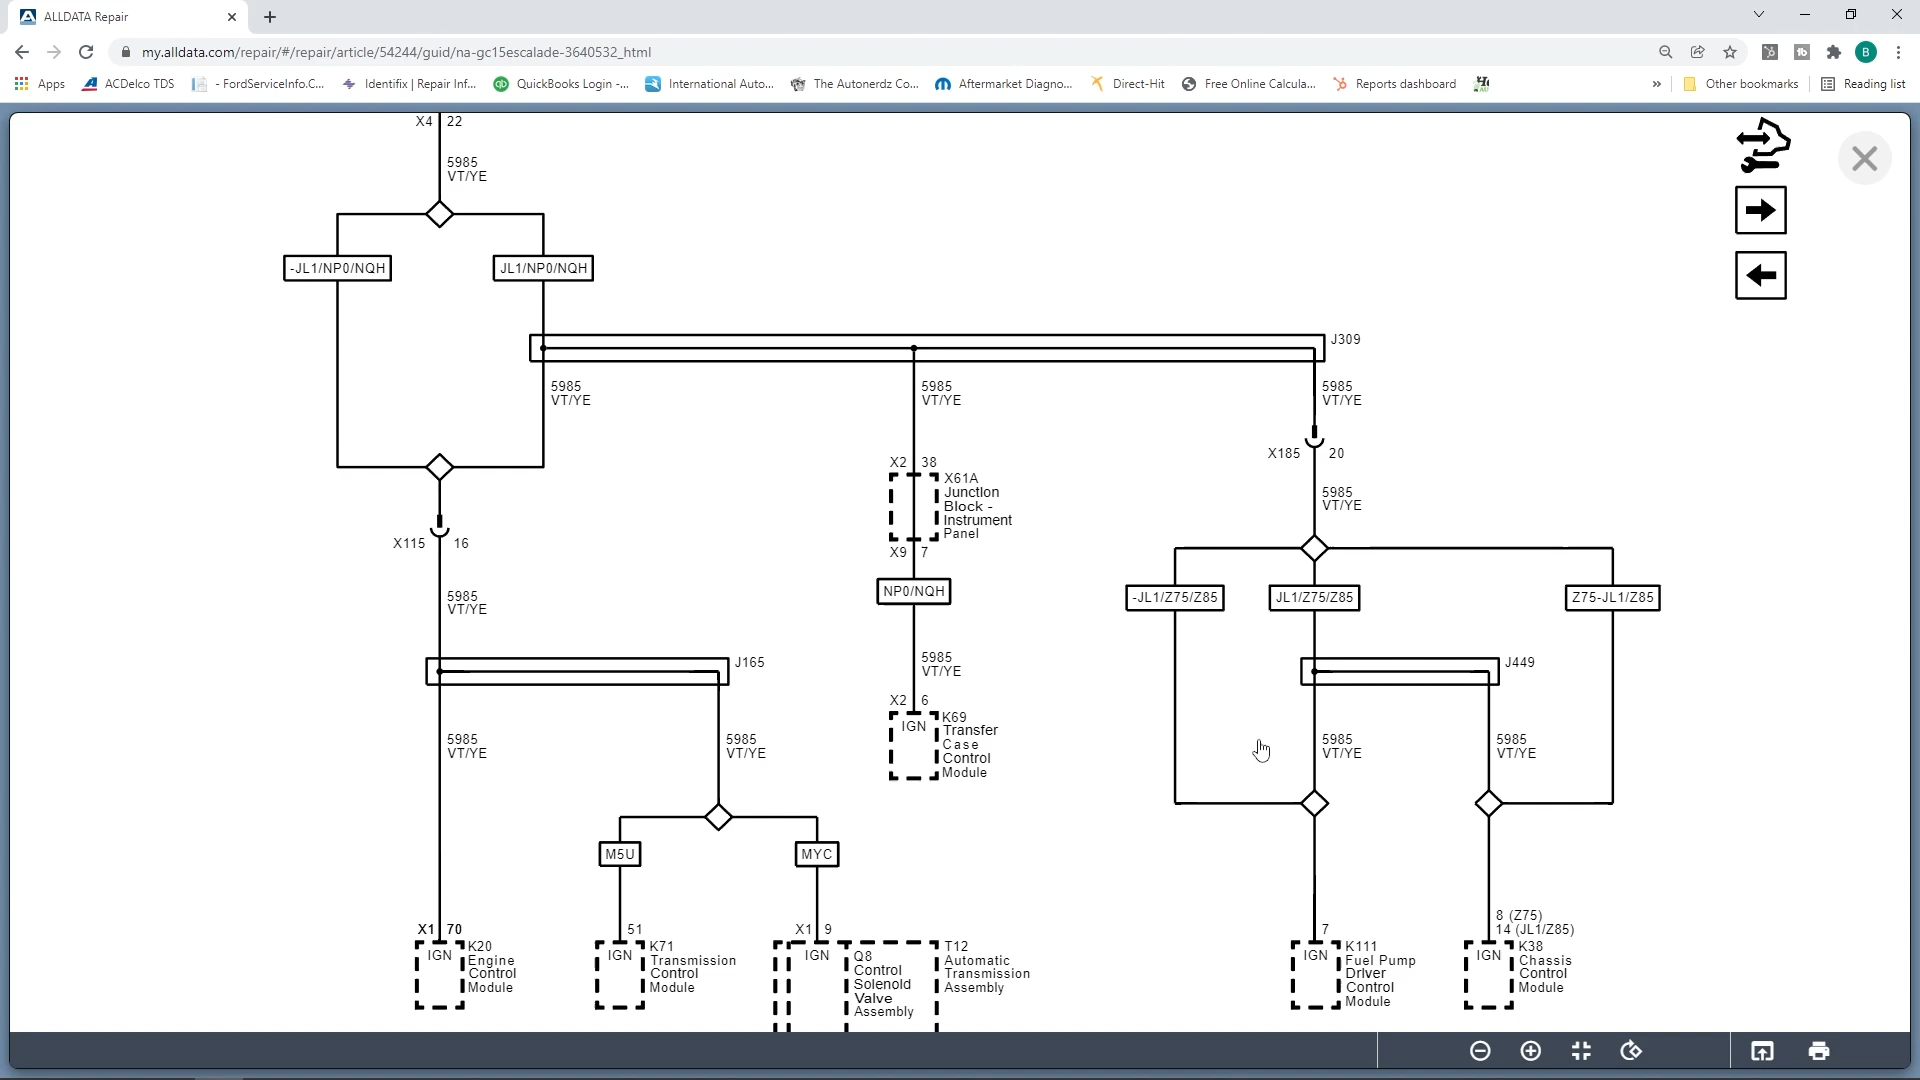 ALLDATA Repair
my.alldata.com/repair/#/repair/article/54244/guid/na-gc15escalade-3640532_html
B
Apps
ACDelco TDS
- FordServiceInfo.C...
Identifix | Repair Inf...
QuickBooks Login -...
International Auto...
The Autonerdz Co...
Aftermarket Diagno...
Direct-Hit
Free Online Calcula...
Reports dashboard
»
Other bookmarks
Reading list
X4 22
5985
VT/YE
-JL1/NP0/NQH
JL1/NP0/NQH
J309
5985
VT/YE
5985
VT/YE
5985
VT/YE
X185 20
X2 38
X61A
Junction
Block -
Instrument
Panel
X9 7
5985
VT/YE
X115 16
NP0/NQH
-JL1/Z75/Z85
JL1/Z75/Z85
Z75-JL1/Z85
5985
VT/YE
J165
5985
VT/YE
J449
X2 6
IGN
K69
Transfer
Case
Control
Module
5985
VT/YE
5985
VT/YE
5985
VT/YE
5985
VT/YE
M5U
MYC
X1 70
IGN
K20
Engine
Control
Module
51
IGN
K71
Transmission
Control
Module
X1 9
IGN
Q8
Control
Solenoid
Valve
Assembly
T12
Automatic
Transmission
Assembly
7
IGN
K111
Fuel Pump
Driver
Control
Module
8 (Z75)
14 (JL1/Z85)
IGN
K38
Chassis
Control
Module